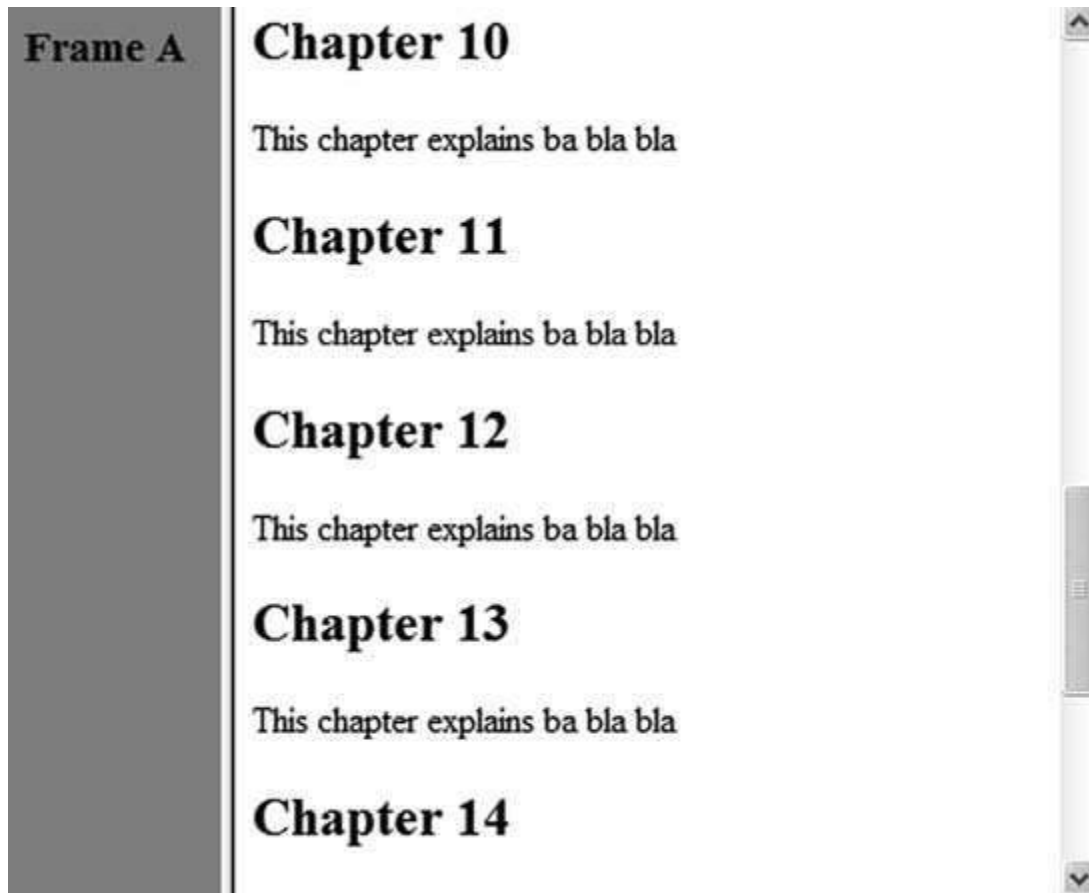 Frame A
Chapter 10
This chapter explains ba bla bla
Chapter 11
This chapter explains ba bla bla
Chapter 12
This chapter explains ba bla bla
Chapter 13
This chapter explains ba bla bla
Chapter 14